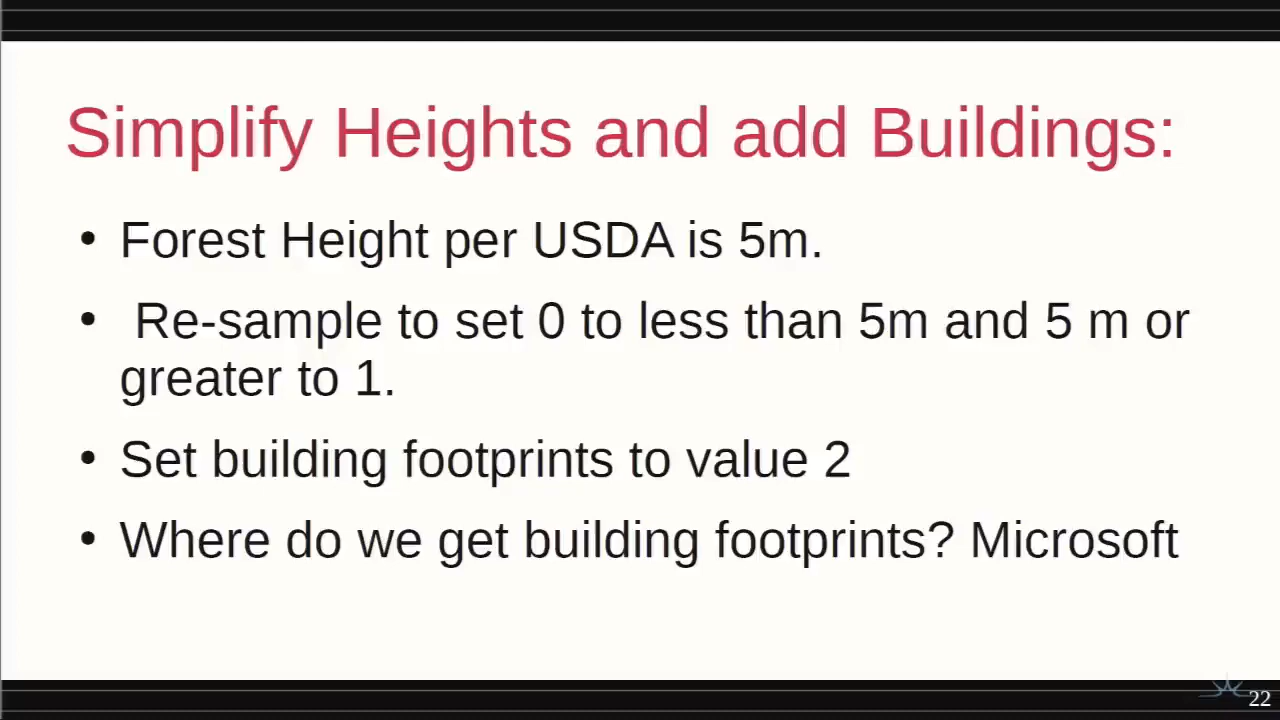 Simplify Heights and add Buildings:
• Forest Height per USDA is 5m.
• Re-sample to set 0 to less than 5m and 5 m or
greater to 1.
• Set building footprints to value 2
• Where do we get building footprints? Microsoft
22